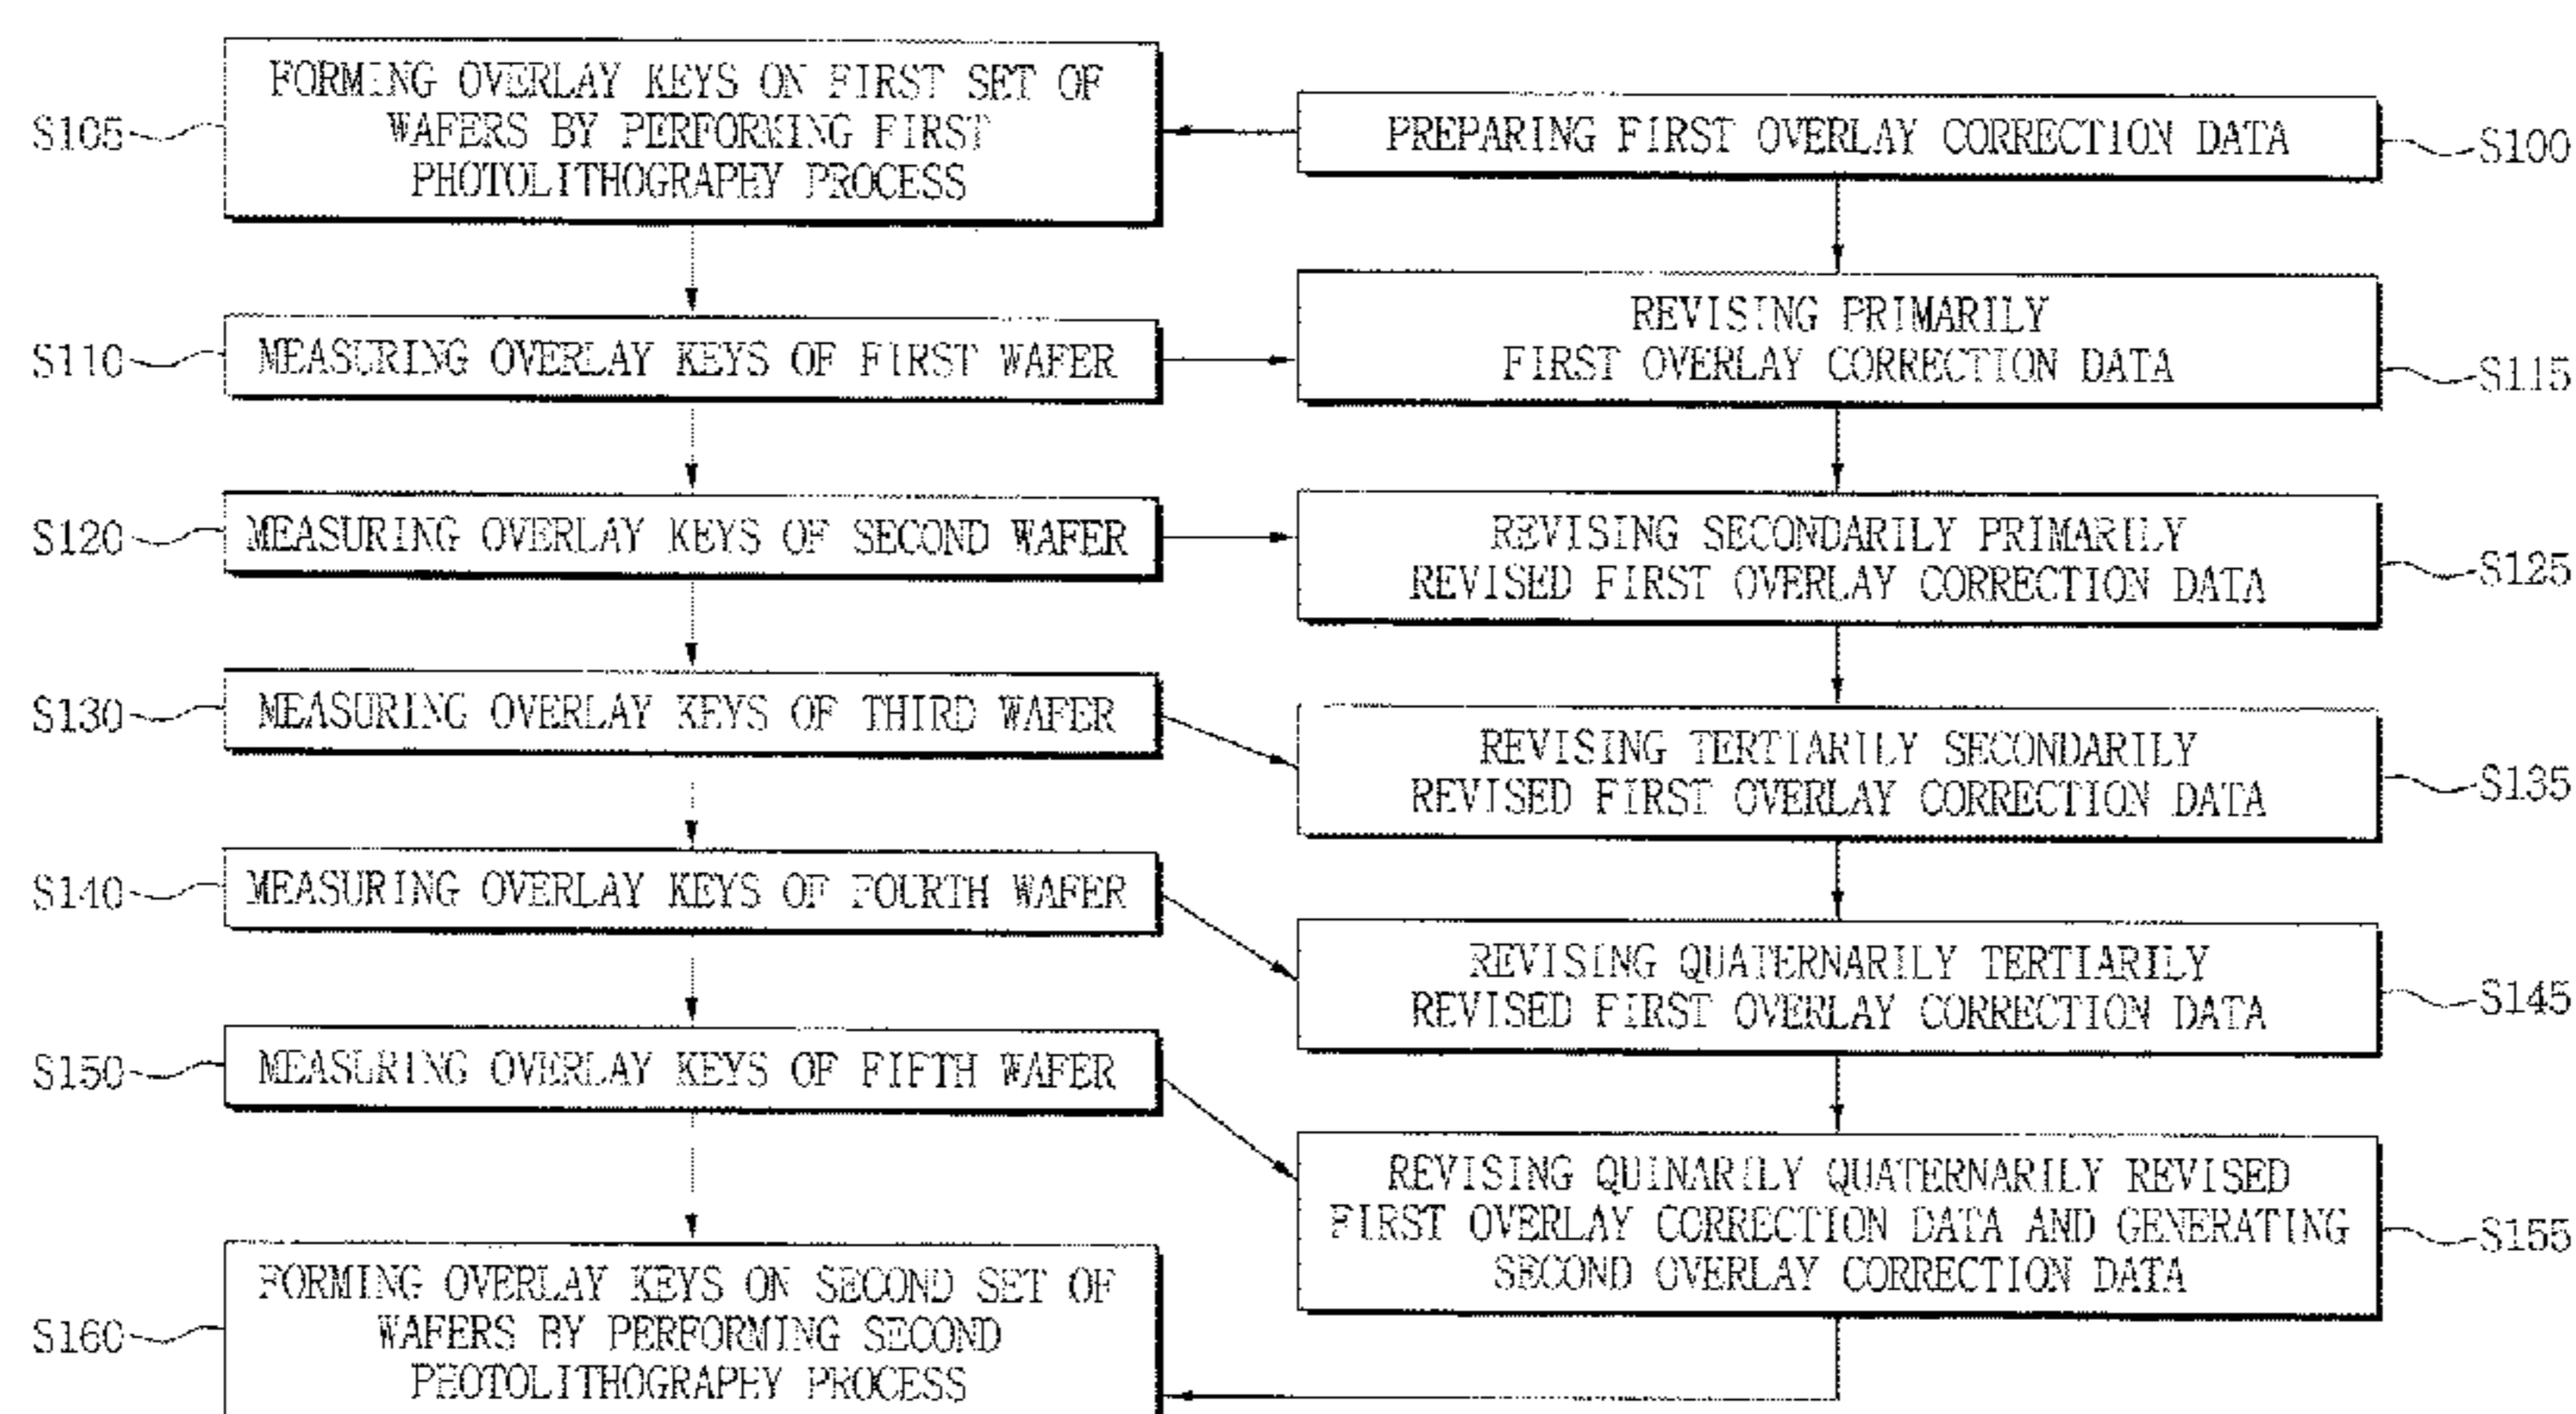 FORMING OVERLAY KEYS ON FIRST SET OF
WAFERS BY PERFORMING FIRST
PHOTOLITHOGRAPHY PROCESS
S105
PREPARING FIRST OVERLAY CORRECTION DATA
S100
MEASURING OVERLAY KEYS OF FIRST WAFER
S110
REVISING PRIMARILY
FIRST OVERLAY CORRECTION DATA
S115
MEASURING OVERLAY KEYS OF SECOND WAFER
S120
REVISING SECONDARILY PRIMARILY
REVISED FIRST OVERLAY CORRECTION DATA
S125
MEASURING OVERLAY KEYS OF THIRD WAFER
S130
REVISING TERTIARILY SECONDARILY
REVISED FIRST OVERLAY CORRECTION DATA
S135
MEASURING OVERLAY KEYS OF FOURTH WAFER
S140
REVISING QUATERNARILY TERTIARILY
REVISED FIRST OVERLAY CORRECTION DATA
S145
MEASURING OVERLAY KEYS OF FIFTH WAFER
S150
REVISING QUINARILY QUATERNARILY REVISED
FIRST OVERLAY CORRECTION DATA AND GENERATING
SECOND OVERLAY CORRECTION DATA
S155
FORMING OVERLAY KEYS ON SECOND SET OF
WAFERS BY PERFORMING SECOND
PHOTOLITHOGRAPHY PROCESS
S160